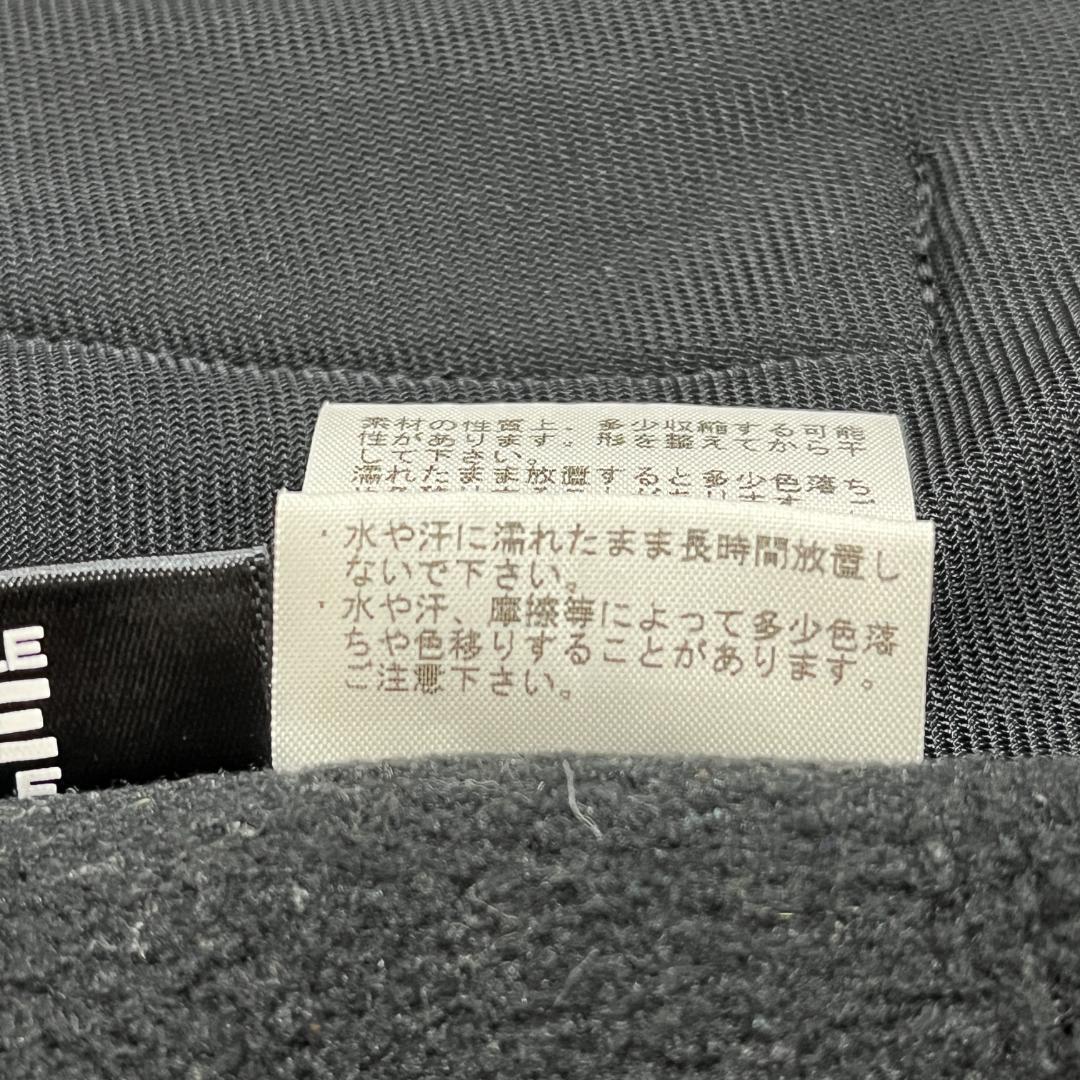 素材の性質上、多少収縮する可能
性があります。形を整えてから干
して下さい。
濡れたまま放置すると多少色落ち
・水や汗に濡れたまま長時間放置し
ないで下さい。
・水や汗、摩擦等によって多少色落
ちや色移りすることがあります。
ご注意下さい。